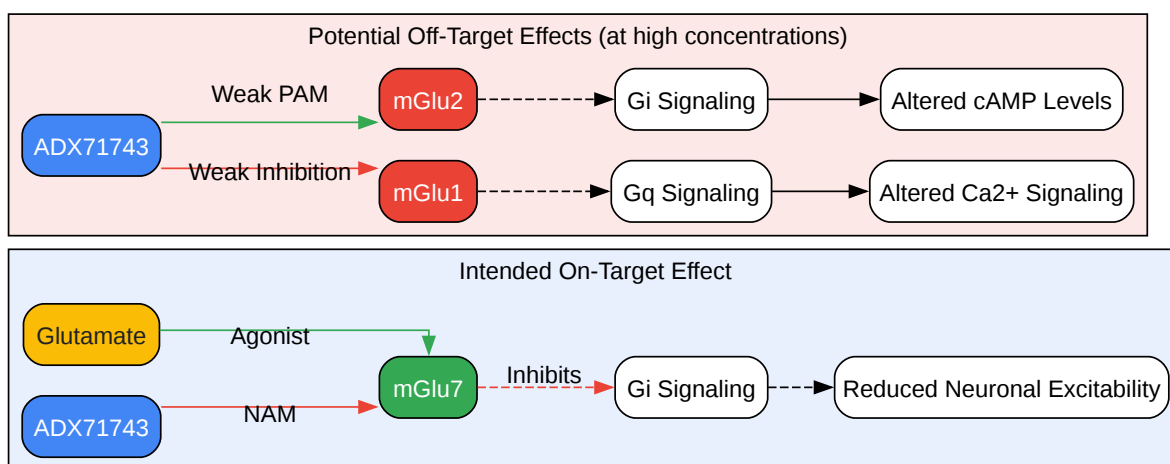 Potential Off-Target Effects (at high concentrations)
Weak PAM
mGlu2
Gi Signaling
Altered cAMP Levels
ADX71743
Weak Inhibition
mGlu1
Gq Signaling
Altered Ca2+ Signaling
Intended On-Target Effect
Glutamate
Agonist
mGlu7
Inhibits
Gi Signaling
Reduced Neuronal Excitability
ADX71743
NAM